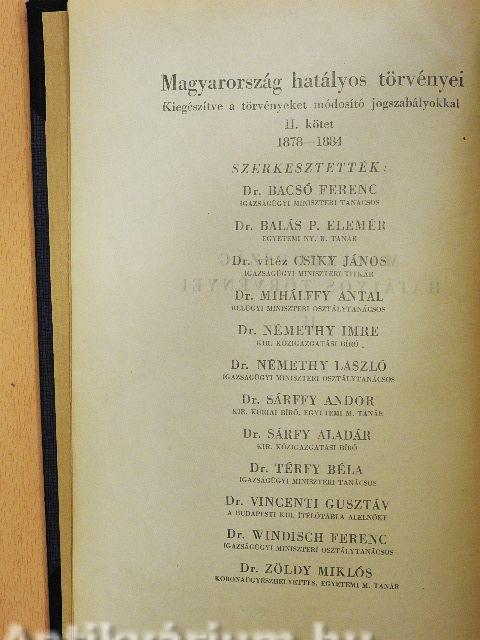 Magyarország hatályos törvényei
Kiegészítve a törvényeket módosító jogszabályokkal
II. kötet
1878—1884
SZERKESZTETTÉK:
Dr. BACSÓ FERENC
IGAZSÁGÜGYI MINISZTERI TANÁCSOS
Dr. BALÁS P. ELEMÉR
EGYETEMI NY. R. TANÁR
Dr. vitéz CSIKY JÁNOS
IGAZSÁGÜGYI MINISZTERI TITKÁR
Dr. MIHÁLFFY ANTAL
BELÜGYI MINISZTERI OSZTÁLYTANÁCSOS
Dr. NÉMETHY IMRE
KIR. KÖZIGAZGATÁSI BÍRÓ
Dr. NÉMETHY LÁSZLÓ
IGAZSÁGÜGYI MINISZTERI OSZTÁLYTANÁCSOS
Dr. SÁRFFY ANDOR
KIR. KÚRIAI BÍRÓ, EGYETEMI M. TANÁR
Dr. SÁRFY ALADÁR
KIR. KÖZIGAZGATÁSI BÍRÓ
Dr. TÉRFY BÉLA
IGAZSÁGÜGYI MINISZTERI TANÁCSOS
Dr. VINCENTI GUSZTÁV
A BUDAPESTI KIR. ÍTÉLŐTÁBLA ALELNÖKE
Dr. WINDISCH FERENC
IGAZSÁGÜGYI MINISZTERI OSZTÁLYTANÁCSOS
Dr. ZÖLDY MIKLÓS
KORONAÜGYÉSZHELYETTES, EGYETEMI M. TANÁR
Antikvárium.hu